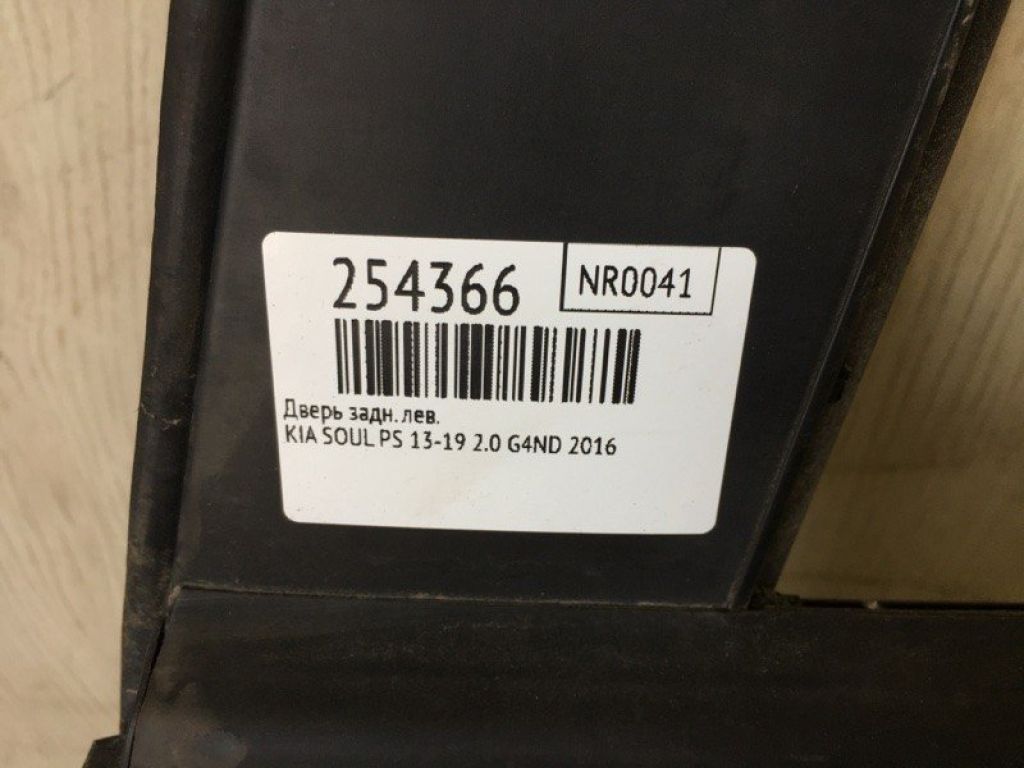 254366
NR0041
Дверь задн. лев.
KIA SOUL PS 13-19 2.0 G4ND 2016